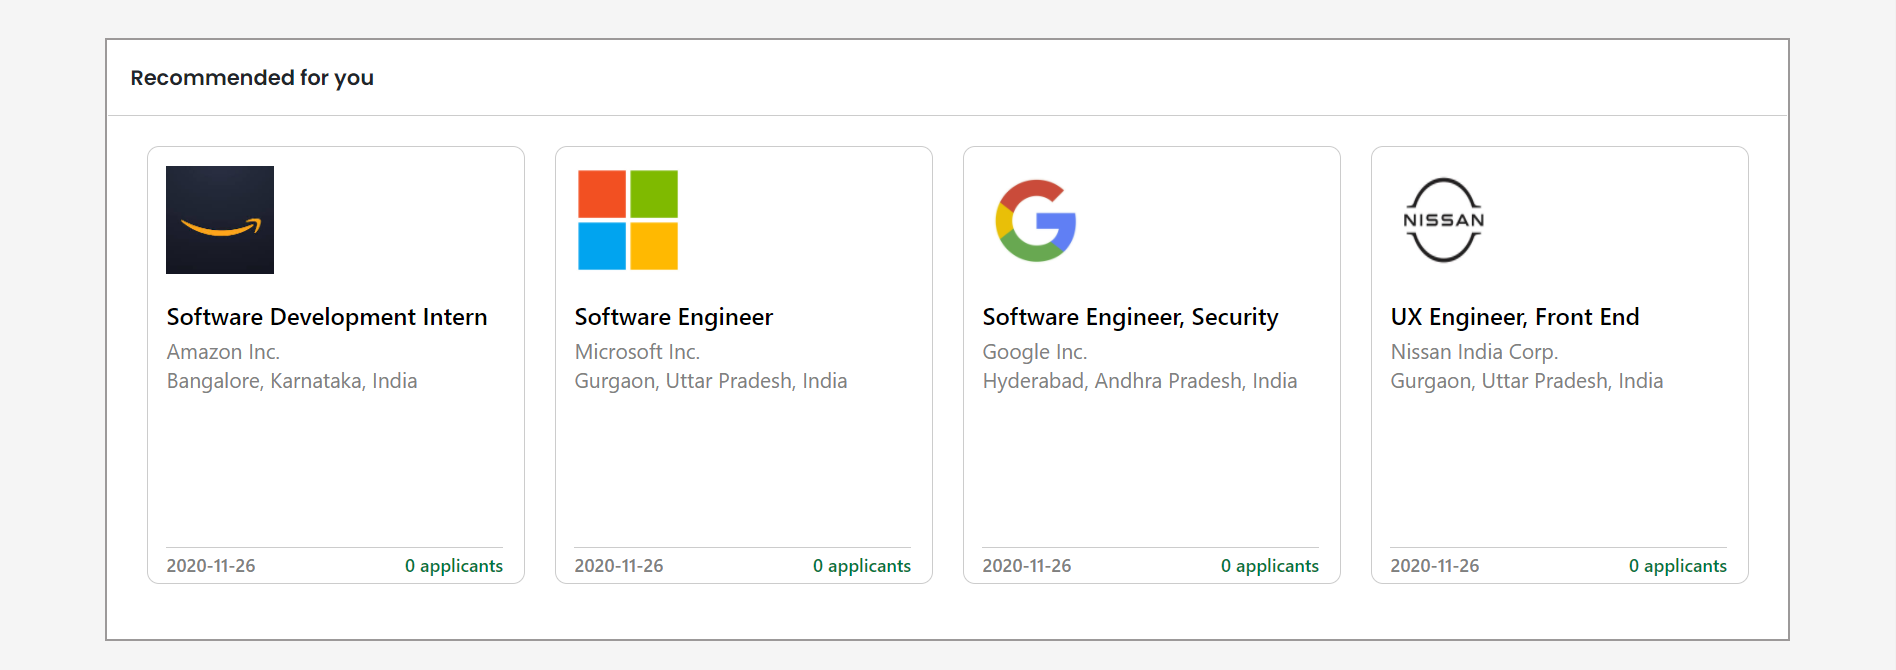 Recommended for you
Software Development Intern
Amazon Inc.
Bangalore, Karnataka, India
2020-11-26
0 applicants
Software Engineer
Microsoft Inc.
Gurgaon, Uttar Pradesh, India
2020-11-26
0 applicants
Software Engineer, Security
Google Inc.
Hyderabad, Andhra Pradesh, India
2020-11-26
0 applicants
NISSAN
UX Engineer, Front End
Nissan India Corp.
Gurgaon, Uttar Pradesh, India
2020-11-26
0 applicants